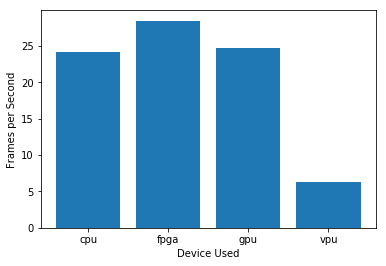 Frames per Second
25
20
15
10
5
0
cpu fpga gpu vpu
Device Used